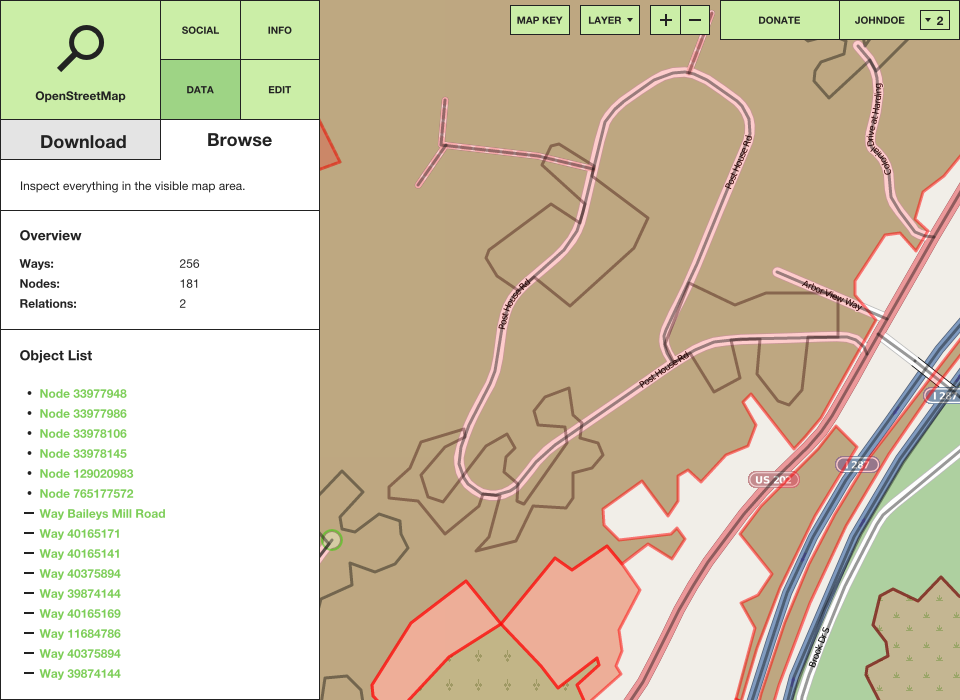 OpenStreetMap
SOCIAL
INFO
DATA
EDIT
MAP KEY
LAYER
DONATE
JOHNDOE
2
Download
Browse
Inspect everything in the visible map area.
Overview
Ways: 256
Nodes: 181
Relations: 2
Object List
Node 33977948
Node 33977986
Node 33978106
Node 33978145
Node 129020983
Node 765177572
Way Baileys Mill Road
Way 40165171
Way 40165141
Way 40375894
Way 39874144
Way 40165169
Way 11684786
Way 40375894
Way 39874144
Post House Rd
Colonial Drive at Harding
Post House Rd
Arbor View Way
Post House Rd
I 287
I 287
US 202
Brook Dr S